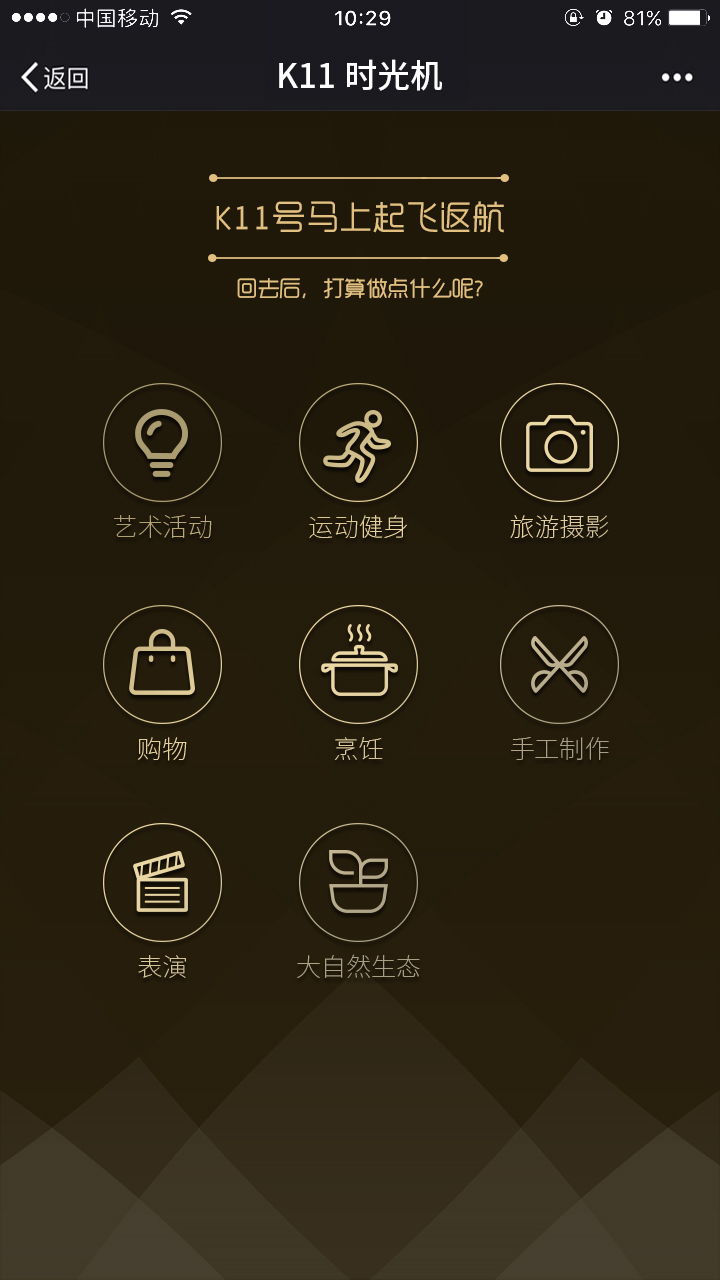 中国移动 10:29 81%
返回 K11 时光机
K11号马上起飞返航
回去后，打算做点什么呢?
艺术活动 运动健身 旅游摄影
购物 烹饪 手工制作
表演 大自然生态